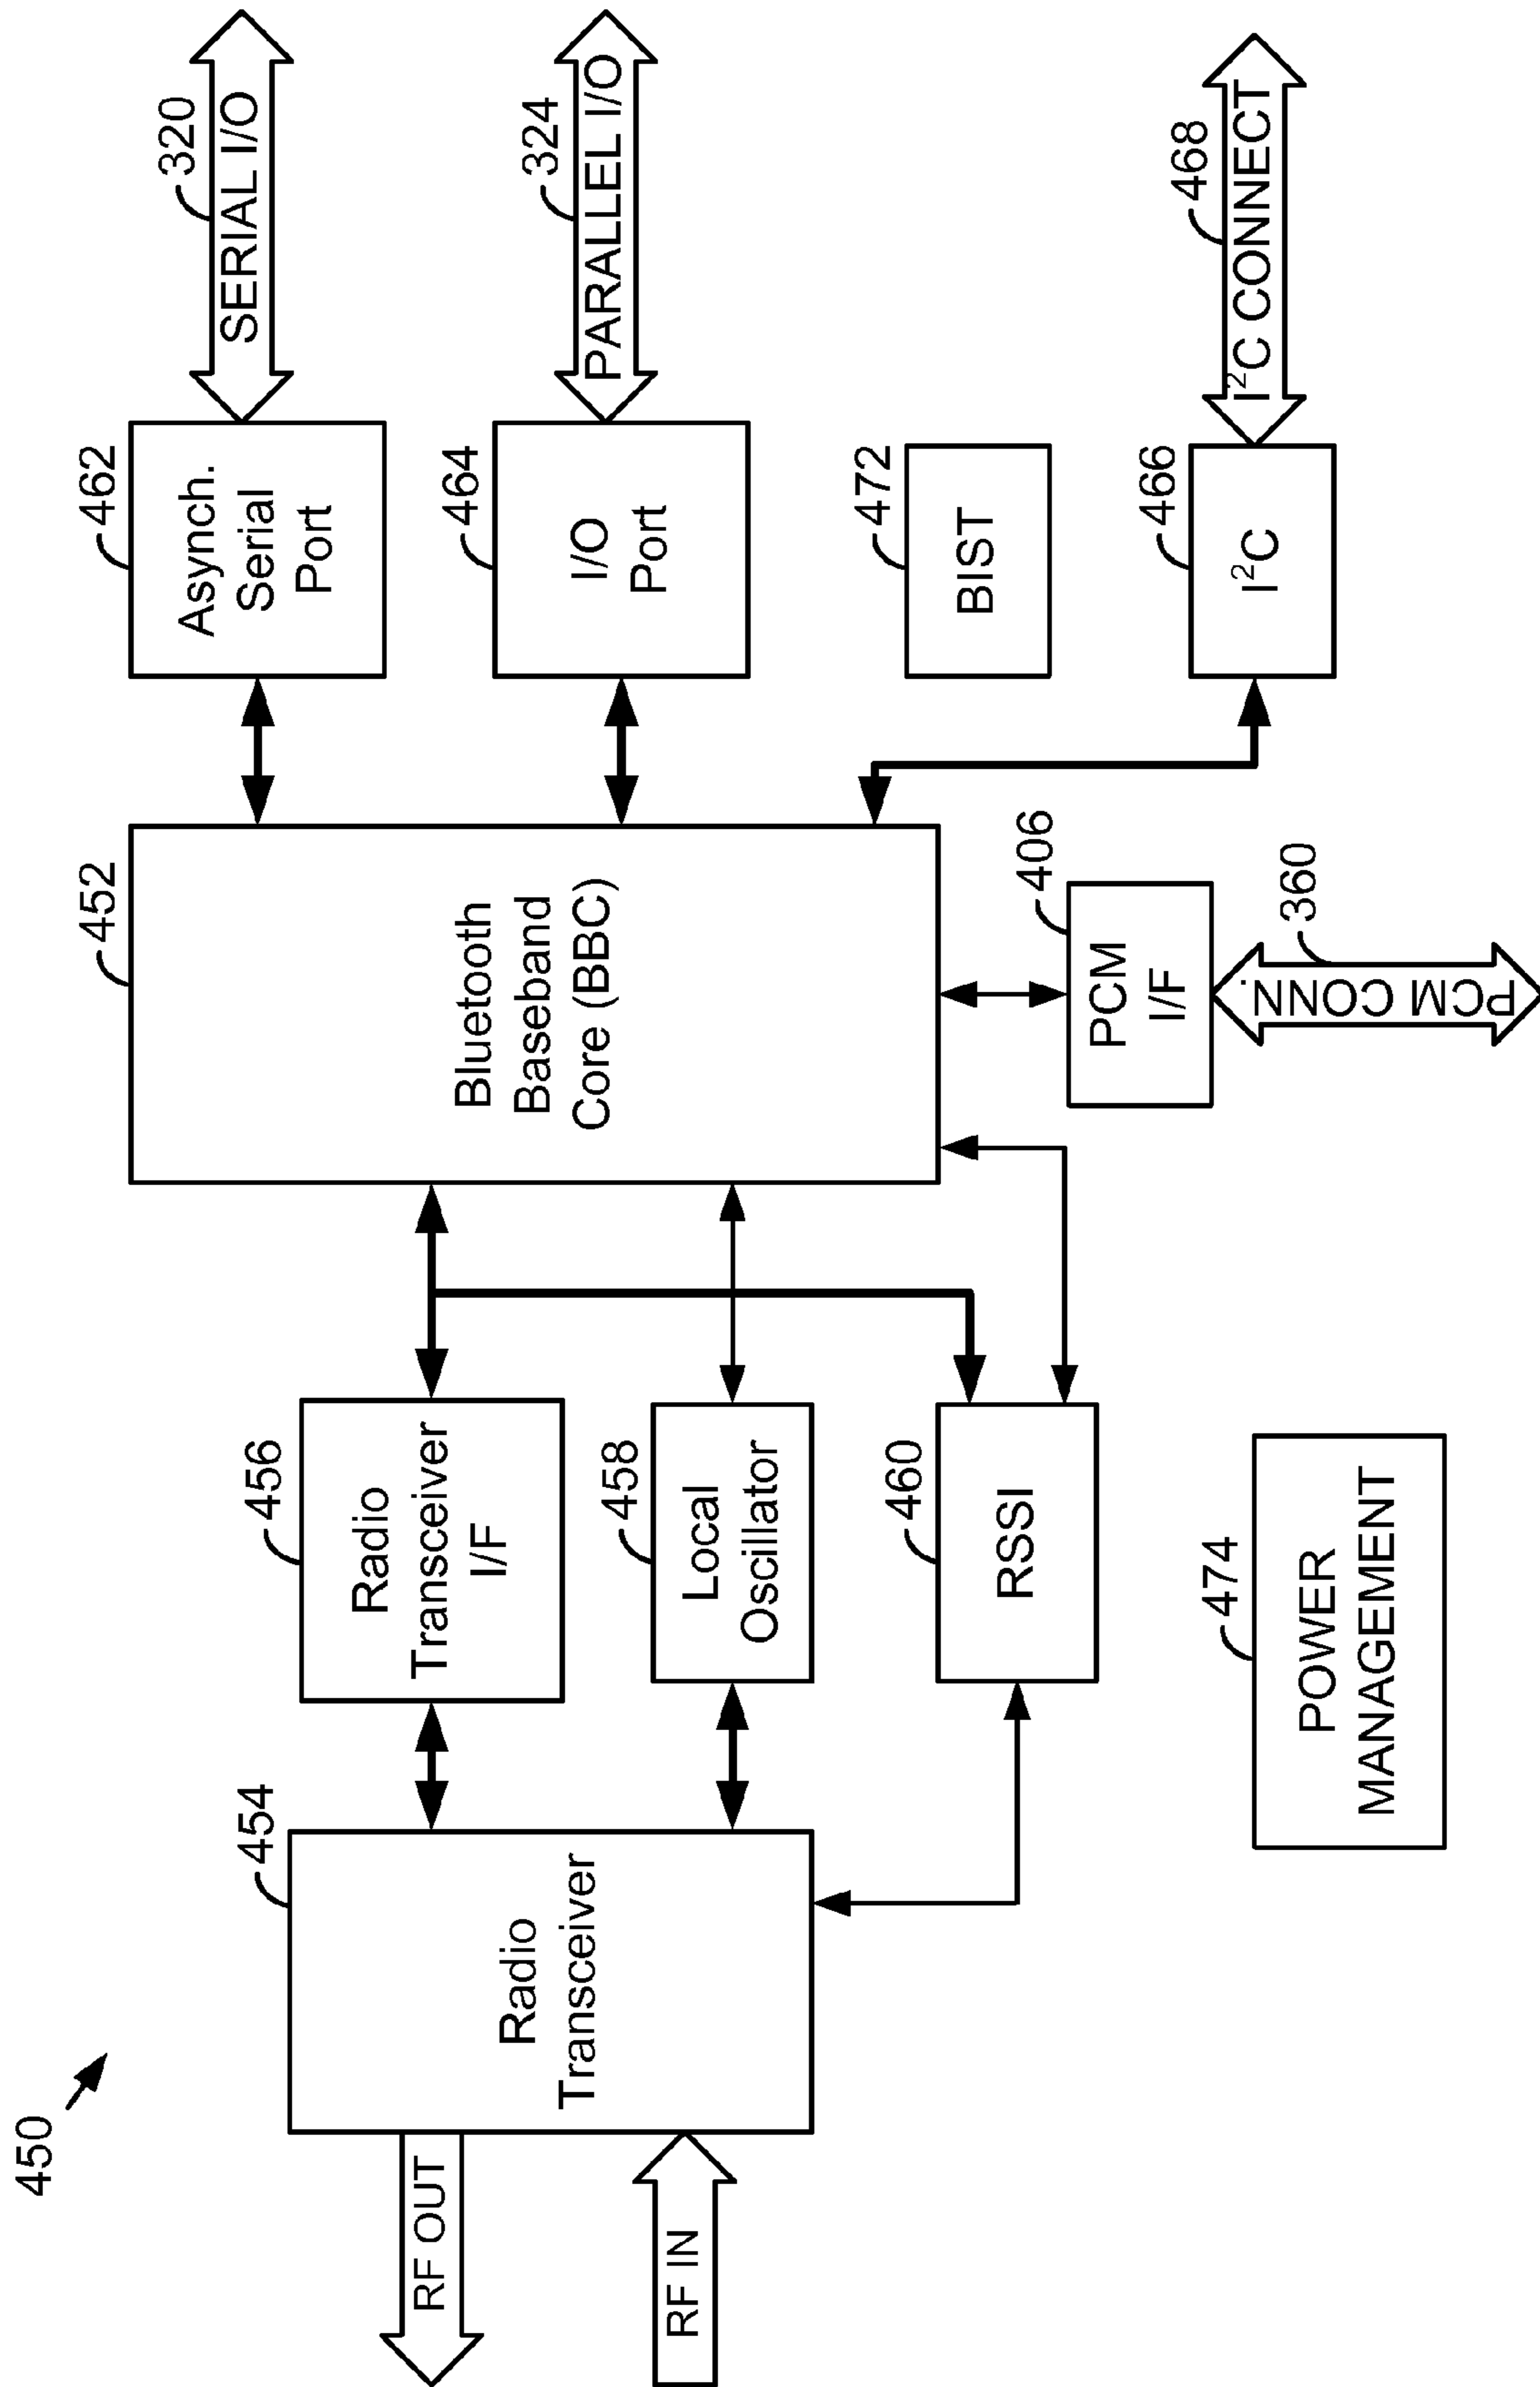 450
RF OUT
RF IN
454
Radio
Transceiver
456
Radio
Transceiver
I/F
458
Local
Oscillator
460
RSSI
474
POWER
MANAGEMENT
452
Bluetooth
Baseband
Core (BBC)
406
PCM
I/F
360
PCM CONN.
462
Asynch.
Serial
Port
320
SERIAL I/O
464
I/O
Port
324
PARALLEL I/O
472
BIST
466
I²C
468
I²C CONNECT